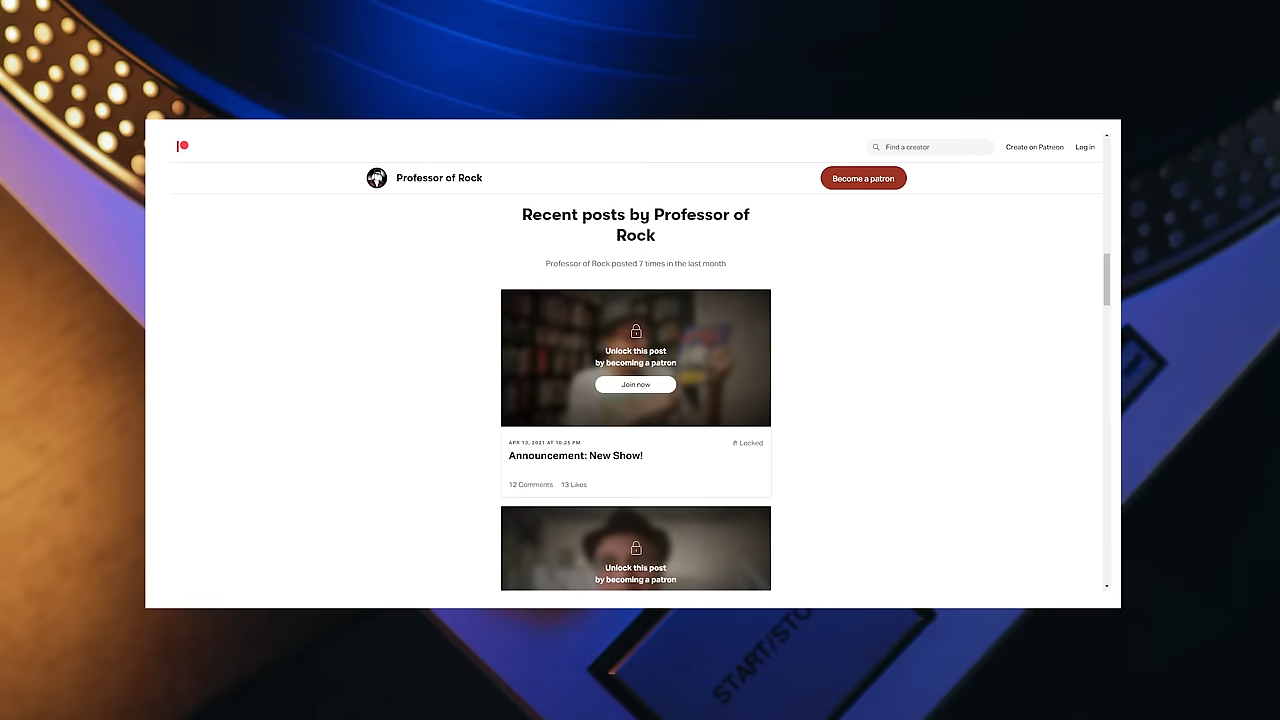 Find a creator
Create on Patreon
Log in
Professor of Rock
Become a patron
Recent posts by Professor of
Rock
Professor of Rock posted 7 times in the last month
Unlock this post
by becoming a patron
Join now
APR 13, 2021 AT 10:25 PM
Locked
Announcement: New Show!
12 Comments
13 Likes
Unlock this post
by becoming a patron
START/STO